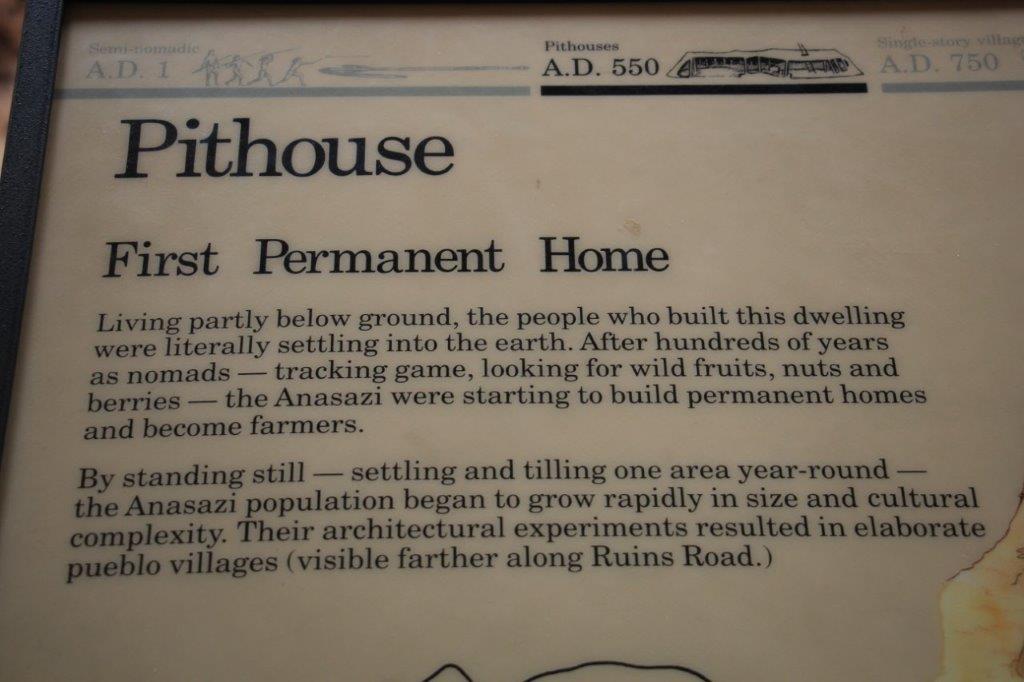 Semi-nomadic
A.D. 1
Pithouses
A.D. 550
Single-story
A.D. 750
Pithouse
First Permanent Home
Living partly below ground, the people who built this dwelling
were literally settling into the earth. After hundreds of years
as nomads — tracking game, looking for wild fruits, nuts and
berries — the Anasazi were starting to build permanent homes
and become farmers.
By standing still — settling and tilling one area year-round —
the Anasazi population began to grow rapidly in size and cultural
complexity. Their architectural experiments resulted in elaborate
pueblo villages (visible farther along Ruins Road.)